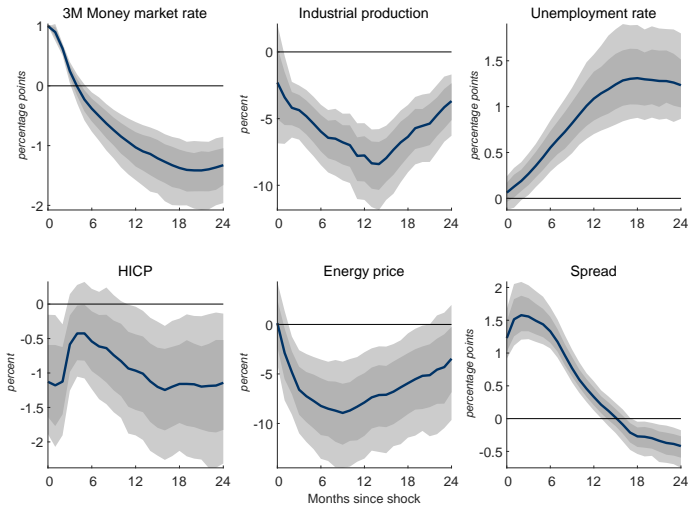 3M Money market rate
percentage points
1
0
-1
-2
0 6 12 18 24
Industrial production
percent
0
-5
-10
0 6 12 18 24
Unemployment rate
percentage points
1.5
1
0.5
0
0 6 12 18 24
HICP
percent
0
-0.5
-1
-1.5
-2
0 6 12 18 24
Energy price
percent
0
-5
-10
0 6 12 18 24
Months since shock
Spread
percentage points
2
1.5
1
0.5
0
-0.5
0 6 12 18 24